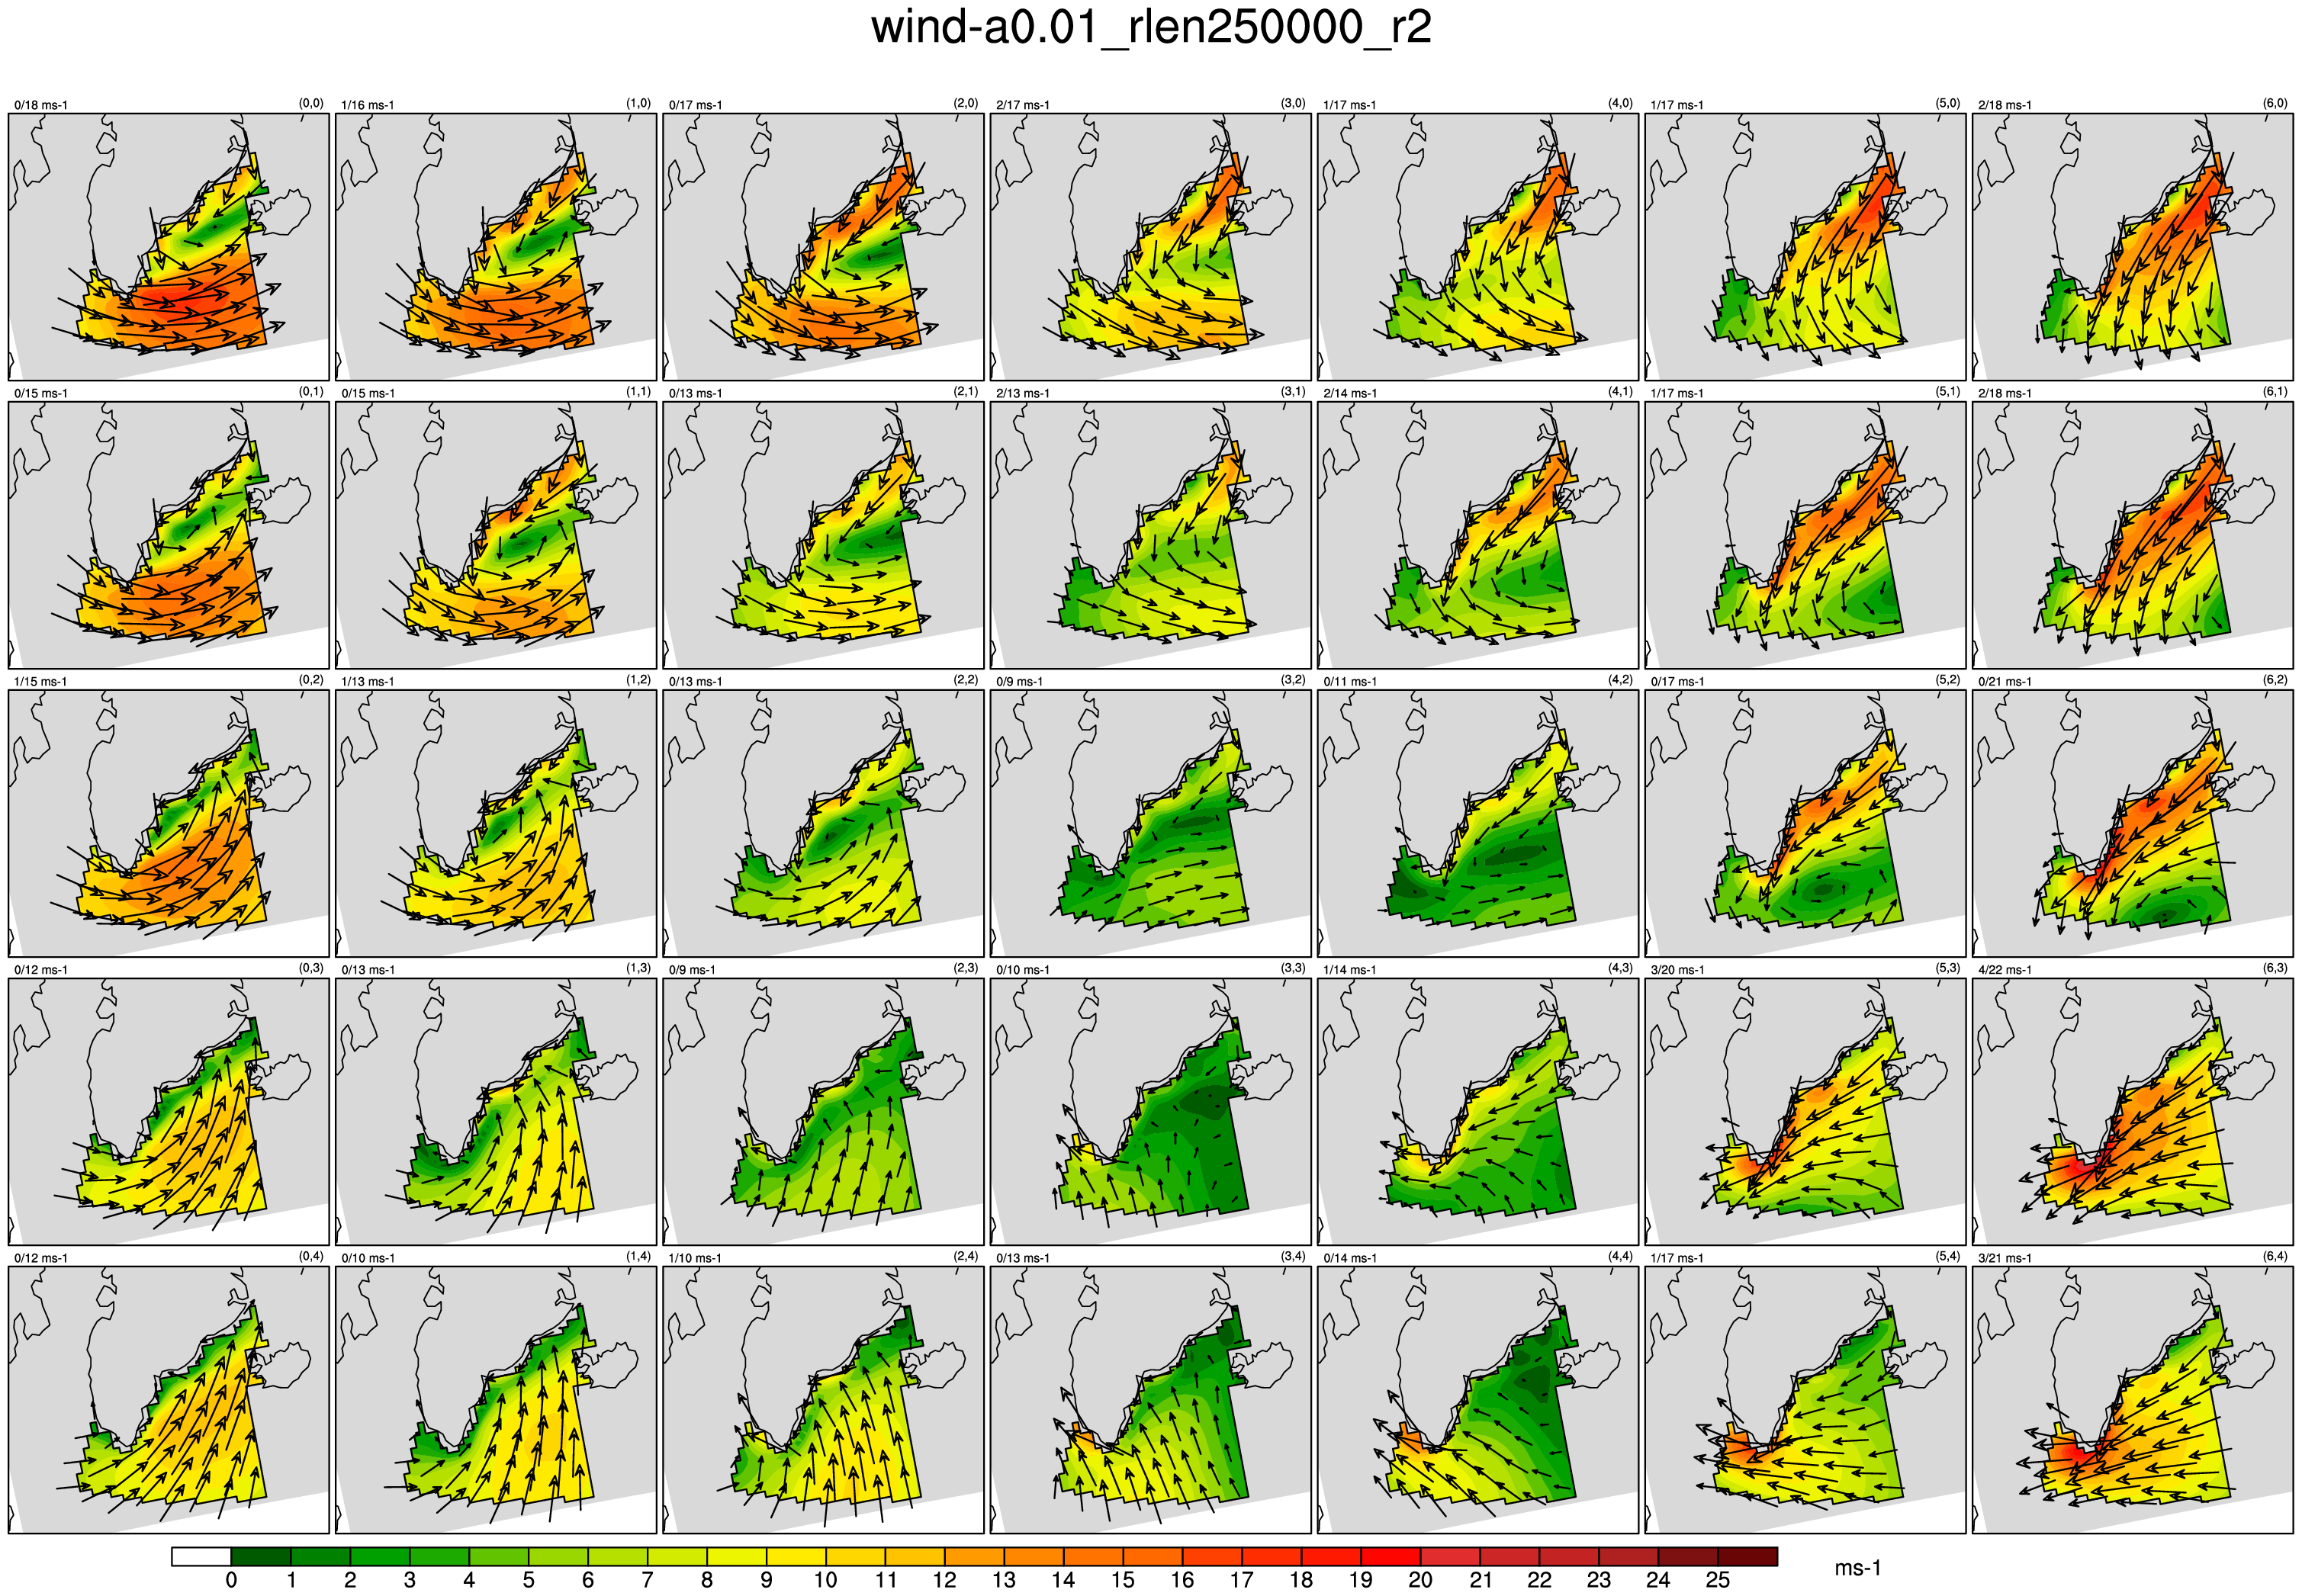 wind-a0.01_rlen250000_r2
0/18 ms-1 (0,0) 1/16 ms-1 (1,0) 0/17 ms-1 (2,0) 2/17 ms-1 (3,0) 1/17 ms-1 (4,0) 1/17 ms-1 (5,0) 2/18 ms-1 (6,0)
0/15 ms-1 (0,1) 0/15 ms-1 (1,1) 0/13 ms-1 (2,1) 2/13 ms-1 (3,1) 2/14 ms-1 (4,1) 1/17 ms-1 (5,1) 2/18 ms-1 (6,1)
1/15 ms-1 (0,2) 1/13 ms-1 (1,2) 0/13 ms-1 (2,2) 0/9 ms-1 (3,2) 0/11 ms-1 (4,2) 0/17 ms-1 (5,2) 0/21 ms-1 (6,2)
0/12 ms-1 (0,3) 0/13 ms-1 (1,3) 0/9 ms-1 (2,3) 0/10 ms-1 (3,3) 1/14 ms-1 (4,3) 3/20 ms-1 (5,3) 4/22 ms-1 (6,3)
0/12 ms-1 (0,4) 0/10 ms-1 (1,4) 1/10 ms-1 (2,4) 0/13 ms-1 (3,4) 0/14 ms-1 (4,4) 1/17 ms-1 (5,4) 3/21 ms-1 (6,4)
0 1 2 3 4 5 6 7 8 9 10 11 12 13 14 15 16 17 18 19 20 21 22 23 24 25 ms-1